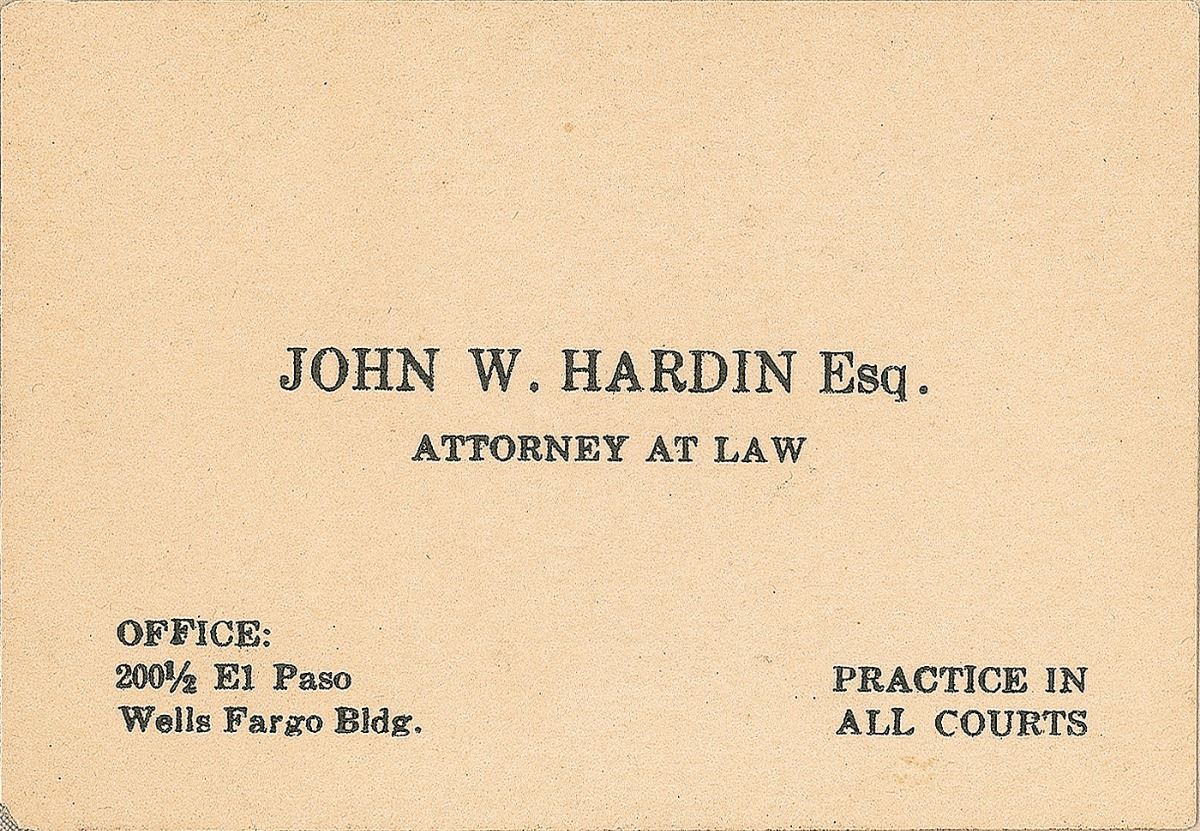 JOHN W. HARDIN Esq.
ATTORNEY AT LAW
OFFICE:
200½ El Paso
Wells Fargo Bldg.
PRACTICE IN
ALL COURTS